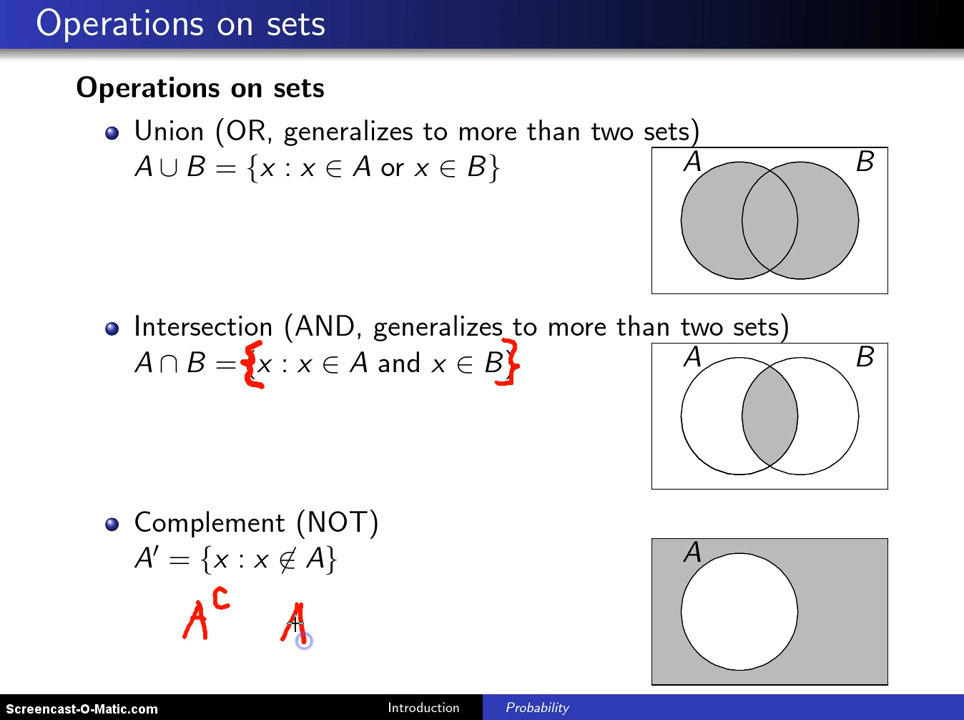 Operations on sets
Operations on sets
Union (OR, generalizes to more than two sets)
A ∪ B = {x : x ∈ A or x ∈ B}
A B
Intersection (AND, generalizes to more than two sets)
A ∩ B = {x : x ∈ A and x ∈ B}
A B
Complement (NOT)
A′ = {x : x ∉ A}
A
Aᶜ A
Screencast-O-Matic.com Introduction Probability